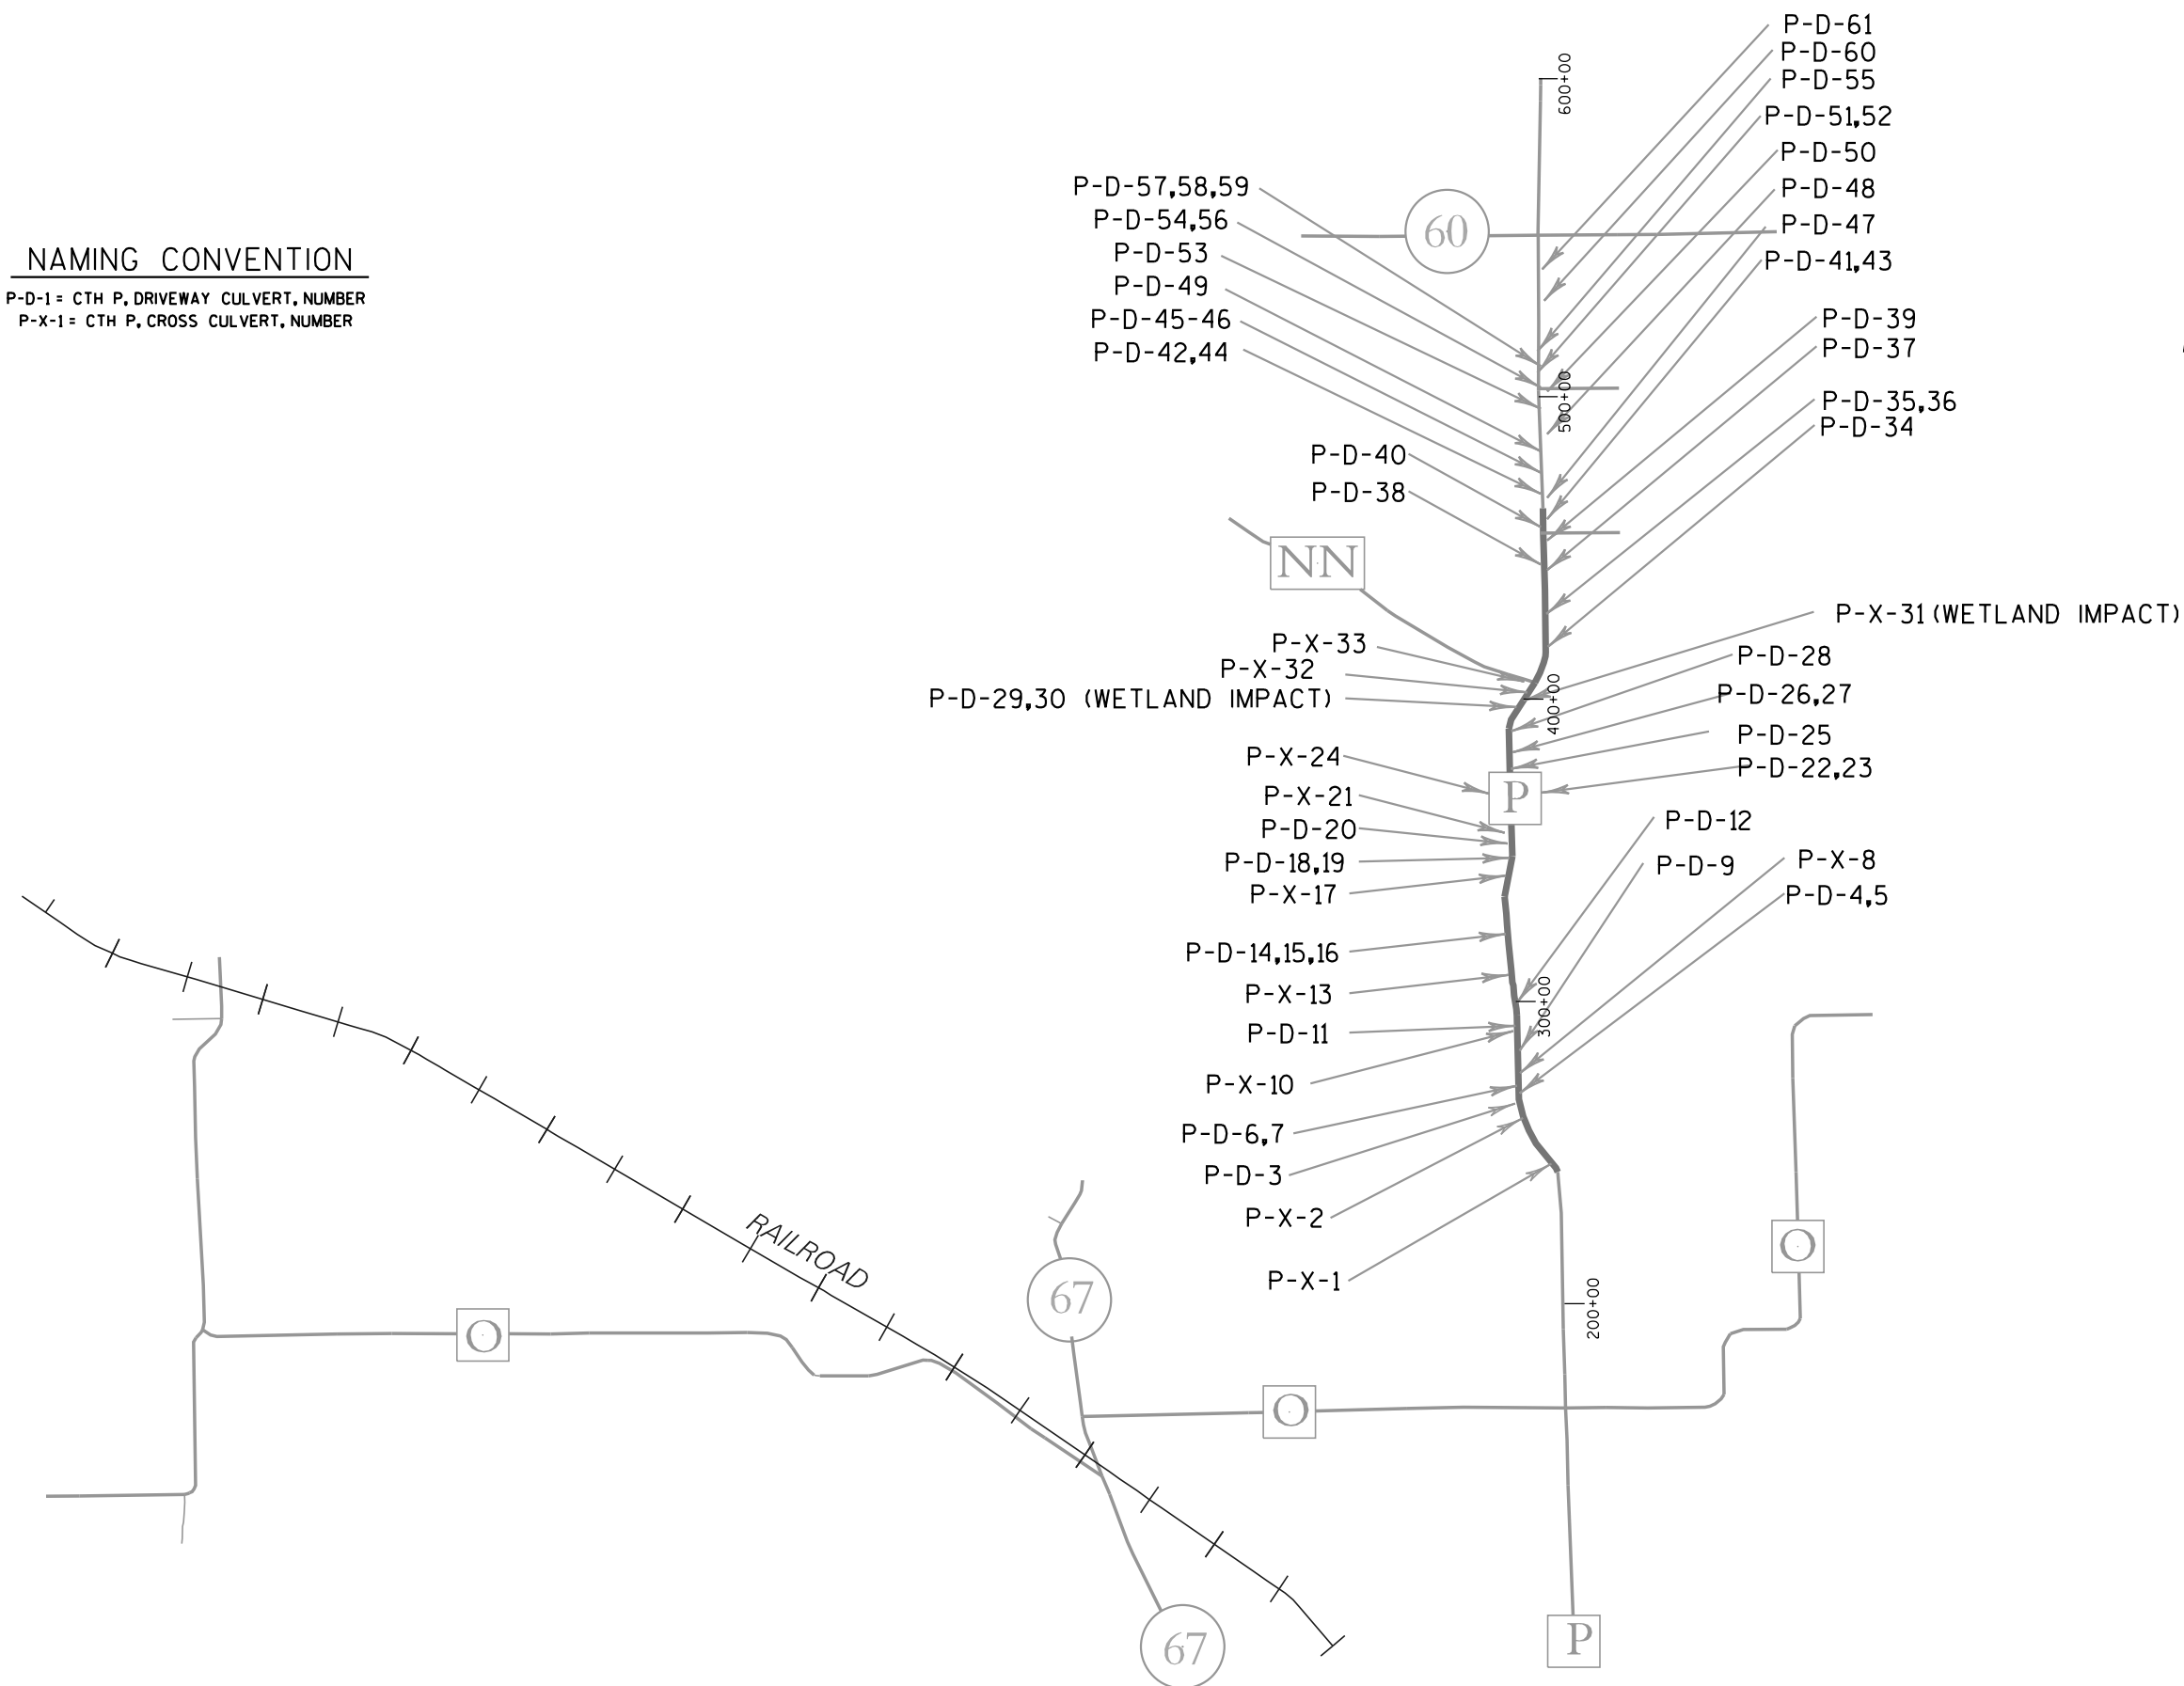 P-D-61
P-D-60
P-D-55
600+00
P-D-51,52
P-D-50
P-D-57,58,59
P-D-48
P-D-54,56
P-D-47
60
P-D-53
P-D-41,43
NAMING CONVENTION
P-D-1 = CTH P, DRIVEWAY CULVERT, NUMBER
P-X-1 = CTH P, CROSS CULVERT, NUMBER
P-D-49
P-D-45-46
P-D-39
P-D-42,44
P-D-37
500+00
P-D-35,36
P-D-34
P-D-40
P-D-38
NN
P-X-31 (WETLAND IMPACT)
P-X-33
P-D-28
P-X-32
P-D-29,30 (WETLAND IMPACT)
P-D-26,27
400+00
P-D-25
P-X-24
P-D-22,23
P-X-21
P
P-D-12
P-D-20
P-D-18,19
P-D-9
P-X-8
P-X-17
P-D-4,5
P-D-14,15,16
P-X-13
300+00
P-D-11
P-X-10
P-D-6,7
P-D-3
P-X-2
O
RAILROAD
P-X-1
67
200+00
O
O
67
P